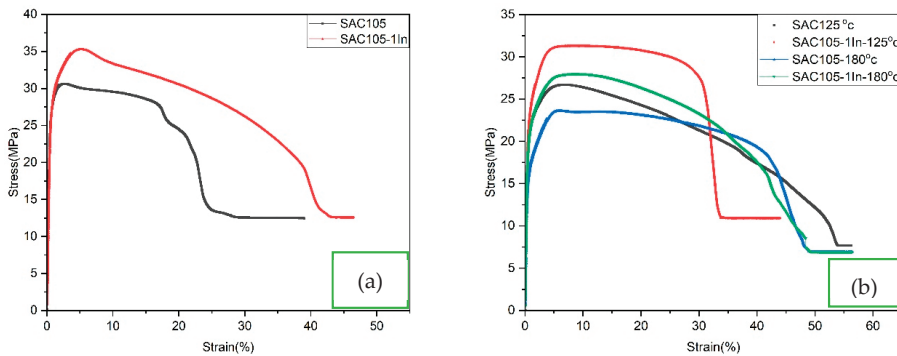 SAC105
SAC105-1In
35
30
25
20
15
10
5
0
Stress(MPa)
0 10 20 30 40 50
Strain(%)
(a)
SAC125°c
SAC105-1In-125°c
SAC105-180°c
SAC105-1In-180°c
35
30
25
20
15
10
5
0
Stress(MPa)
0 10 20 30 40 50 60
Strain(%)
(b)